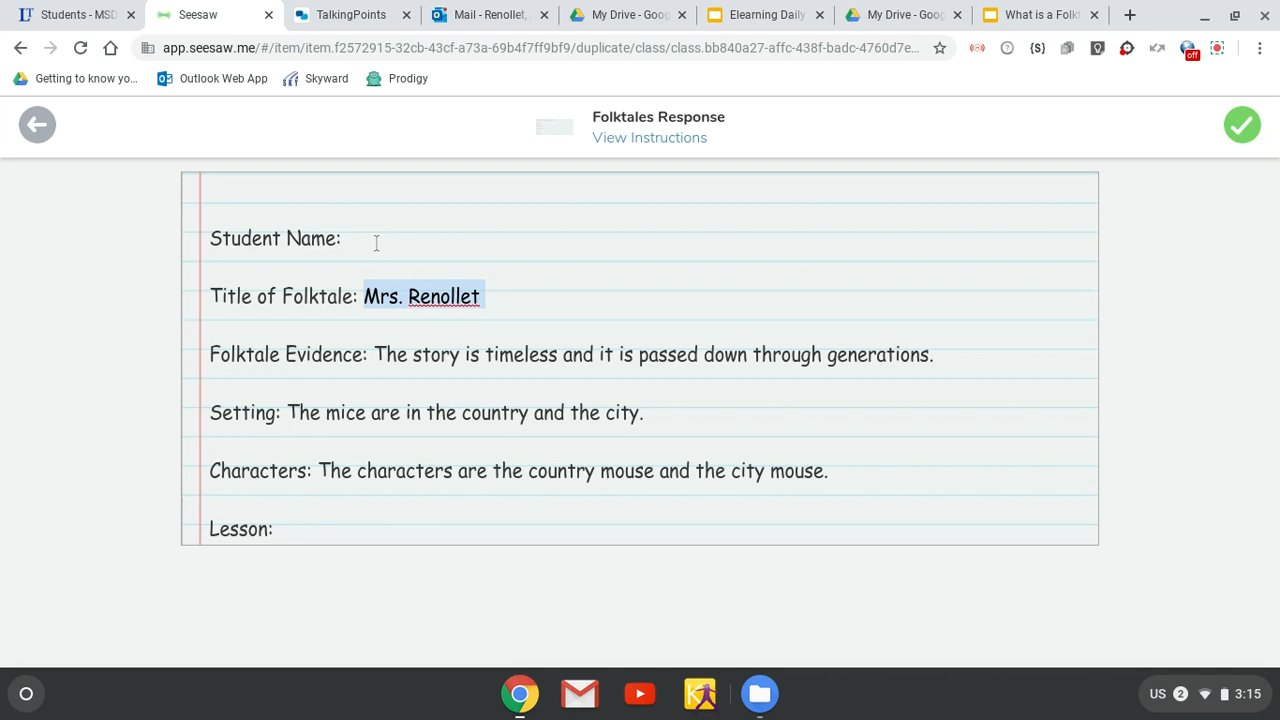 Students - MSD
Seesaw
TalkingPoints
Mail - Renollet,
My Drive - Goog
Elearning Daily
My Drive - Goog
What is a Folkt
app.seesaw.me/#/item/item.f2572915-32cb-43cf-a73a-69b4f7ff9bf9/duplicate/class/class.bb840a27-affc-438f-badc-4760d7e...
off
Getting to know yo...
Outlook Web App
Skyward
Prodigy
Folktales Response
View Instructions
Student Name:
Title of Folktale: Mrs. Renollet
Folktale Evidence: The story is timeless and it is passed down through generations.
Setting: The mice are in the country and the city.
Characters: The characters are the country mouse and the city mouse.
Lesson:
US 2 3:15